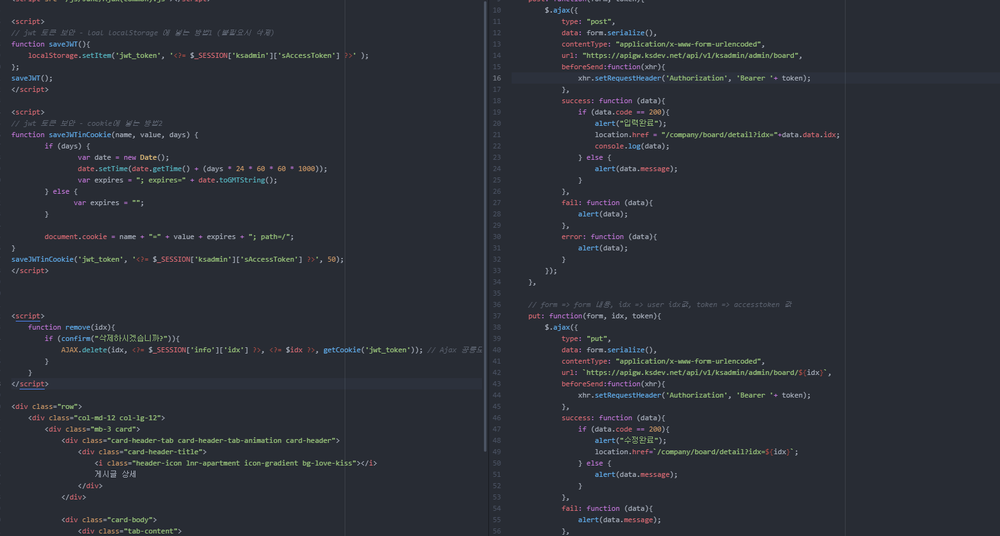 <script>
// jwt 토큰 보안 - loal localStorage 에 넣는 방법1 (불필요시 삭제)
function saveJWT(){
localStorage.setItem('jwt_token', '<?= $_SESSION['ksadmin']['sAccessToken'] ?>' );
};
saveJWT();
</script>
<script>
// jwt 토큰 보안 - cookie에 넣는 방법2
function saveJWTinCookie(name, value, days) {
if (days) {
var date = new Date();
date.setTime(date.getTime() + (days * 24 * 60 * 60 * 1000));
var expires = "; expires=" + date.toGMTString();
} else {
var expires = "";
}
document.cookie = name + "=" + value + expires + "; path=/";
}
saveJWTinCookie('jwt_token', '<?= $_SESSION['ksadmin']['sAccessToken'] ?>', 50);
</script>
<script>
function remove(idx){
if (confirm("삭제하시겠습니까?")){
AJAX.delete(idx, <?= $_SESSION['info']['idx'] ?>, <?= $idx ?>, getCookie('jwt_token')); // Ajax 공통모
}
}
</script>
<div class="row">
<div class="col-md-12 col-lg-12">
<div class="mb-3 card">
<div class="card-header-tab card-header-tab-animation card-header">
<div class="card-header-title">
<i class="header-icon lnr-apartment icon-gradient bg-love-kiss"></i>
게시글 상세
</div>
</div>
<div class="card-body">
<div class="tab-content">
post: function(form, token){
10 $.ajax({
11 type: "post",
12 data: form.serialize(),
13 contentType: "application/x-www-form-urlencoded",
14 url: "https://apigw.ksdev.net/api/v1/ksadmin/admin/board",
15 beforeSend:function(xhr){
16 xhr.setRequestHeader('Authorization', 'Bearer '+ token);
17 },
18 success: function (data){
19 if (data.code == 200){
20 alert("입력완료");
21 location.href = "/company/board/detail?idx="+data.data.idx;
22 console.log(data);
23 } else {
24 alert(data.message);
25 }
26 },
27 fail: function (data){
28 alert(data);
29 },
30 error: function (data){
31 alert(data);
32 }
33 });
34 },
35
36 // form => form 내용, idx => user idx값, token => accesstoken 값
37 put: function(form, idx, token){
38 $.ajax({
39 type: "put",
40 data: form.serialize(),
41 contentType: "application/x-www-form-urlencoded",
42 url: `https://apigw.ksdev.net/api/v1/ksadmin/admin/board/${idx}`,
43 beforeSend:function(xhr){
44 xhr.setRequestHeader('Authorization', 'Bearer '+ token);
45 },
46 success: function (data){
47 if (data.code == 200){
48 alert("수정완료");
49 location.href=`/company/board/detail?idx=${idx}`;
50 } else {
51 alert(data.message);
52 }
53 },
54 fail: function (data){
55 alert(data.message);
56 },